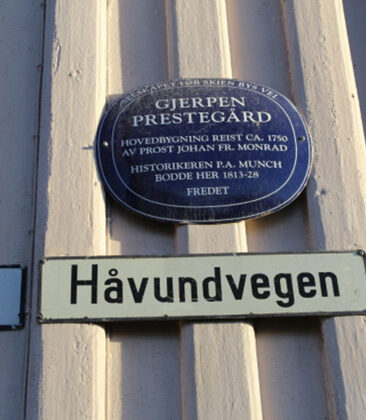 SELSKAPET FOR SKIEN BYS VEL
GJERPEN
PRESTEGÅRD
HOVEDBYGNING REIST CA. 1750
AV PROST JOHAN FR. MONRAD
HISTORIKEREN P.A. MUNCH
BODDE HER 1813-28
FREDET
Håvundvegen